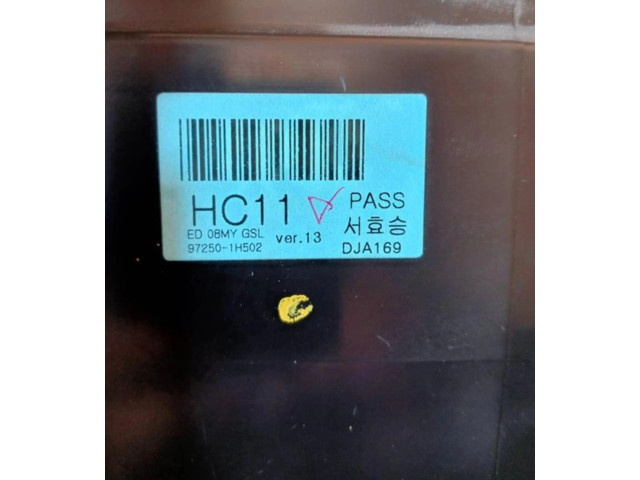 HC11 PASS
ED 08MY GSL ver.13 서효승
97250-1H502 DJA169